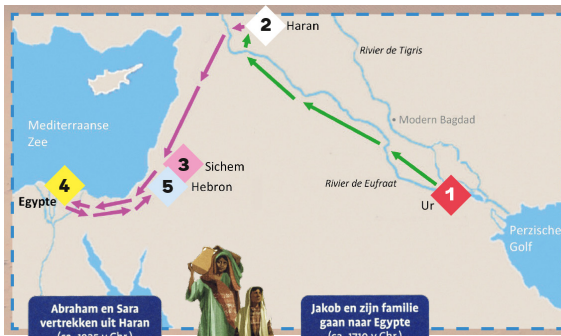 2
Haran
Rivier de Tigris
Mediterraanse
Zee
Modern Bagdad
3
Sichem
4
5
Hebron
Egypte
Rivier de Eufraat
1
Ur
Perzische
Golf
Abraham en Sara
vertrekken uit Haran
Jakob en zijn familie
gaan naar Egypte